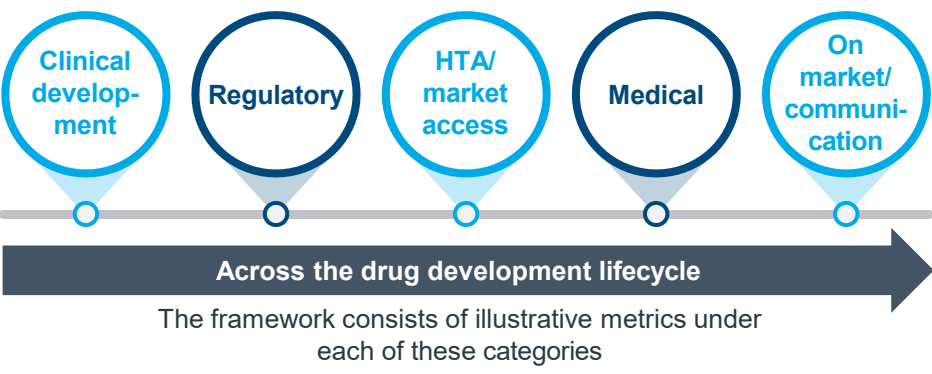 Clinical
develop-
ment
Regulatory
HTA/
market
access
Medical
On
market/
communi-
cation
Across the drug development lifecycle
The framework consists of illustrative metrics under
each of these categories